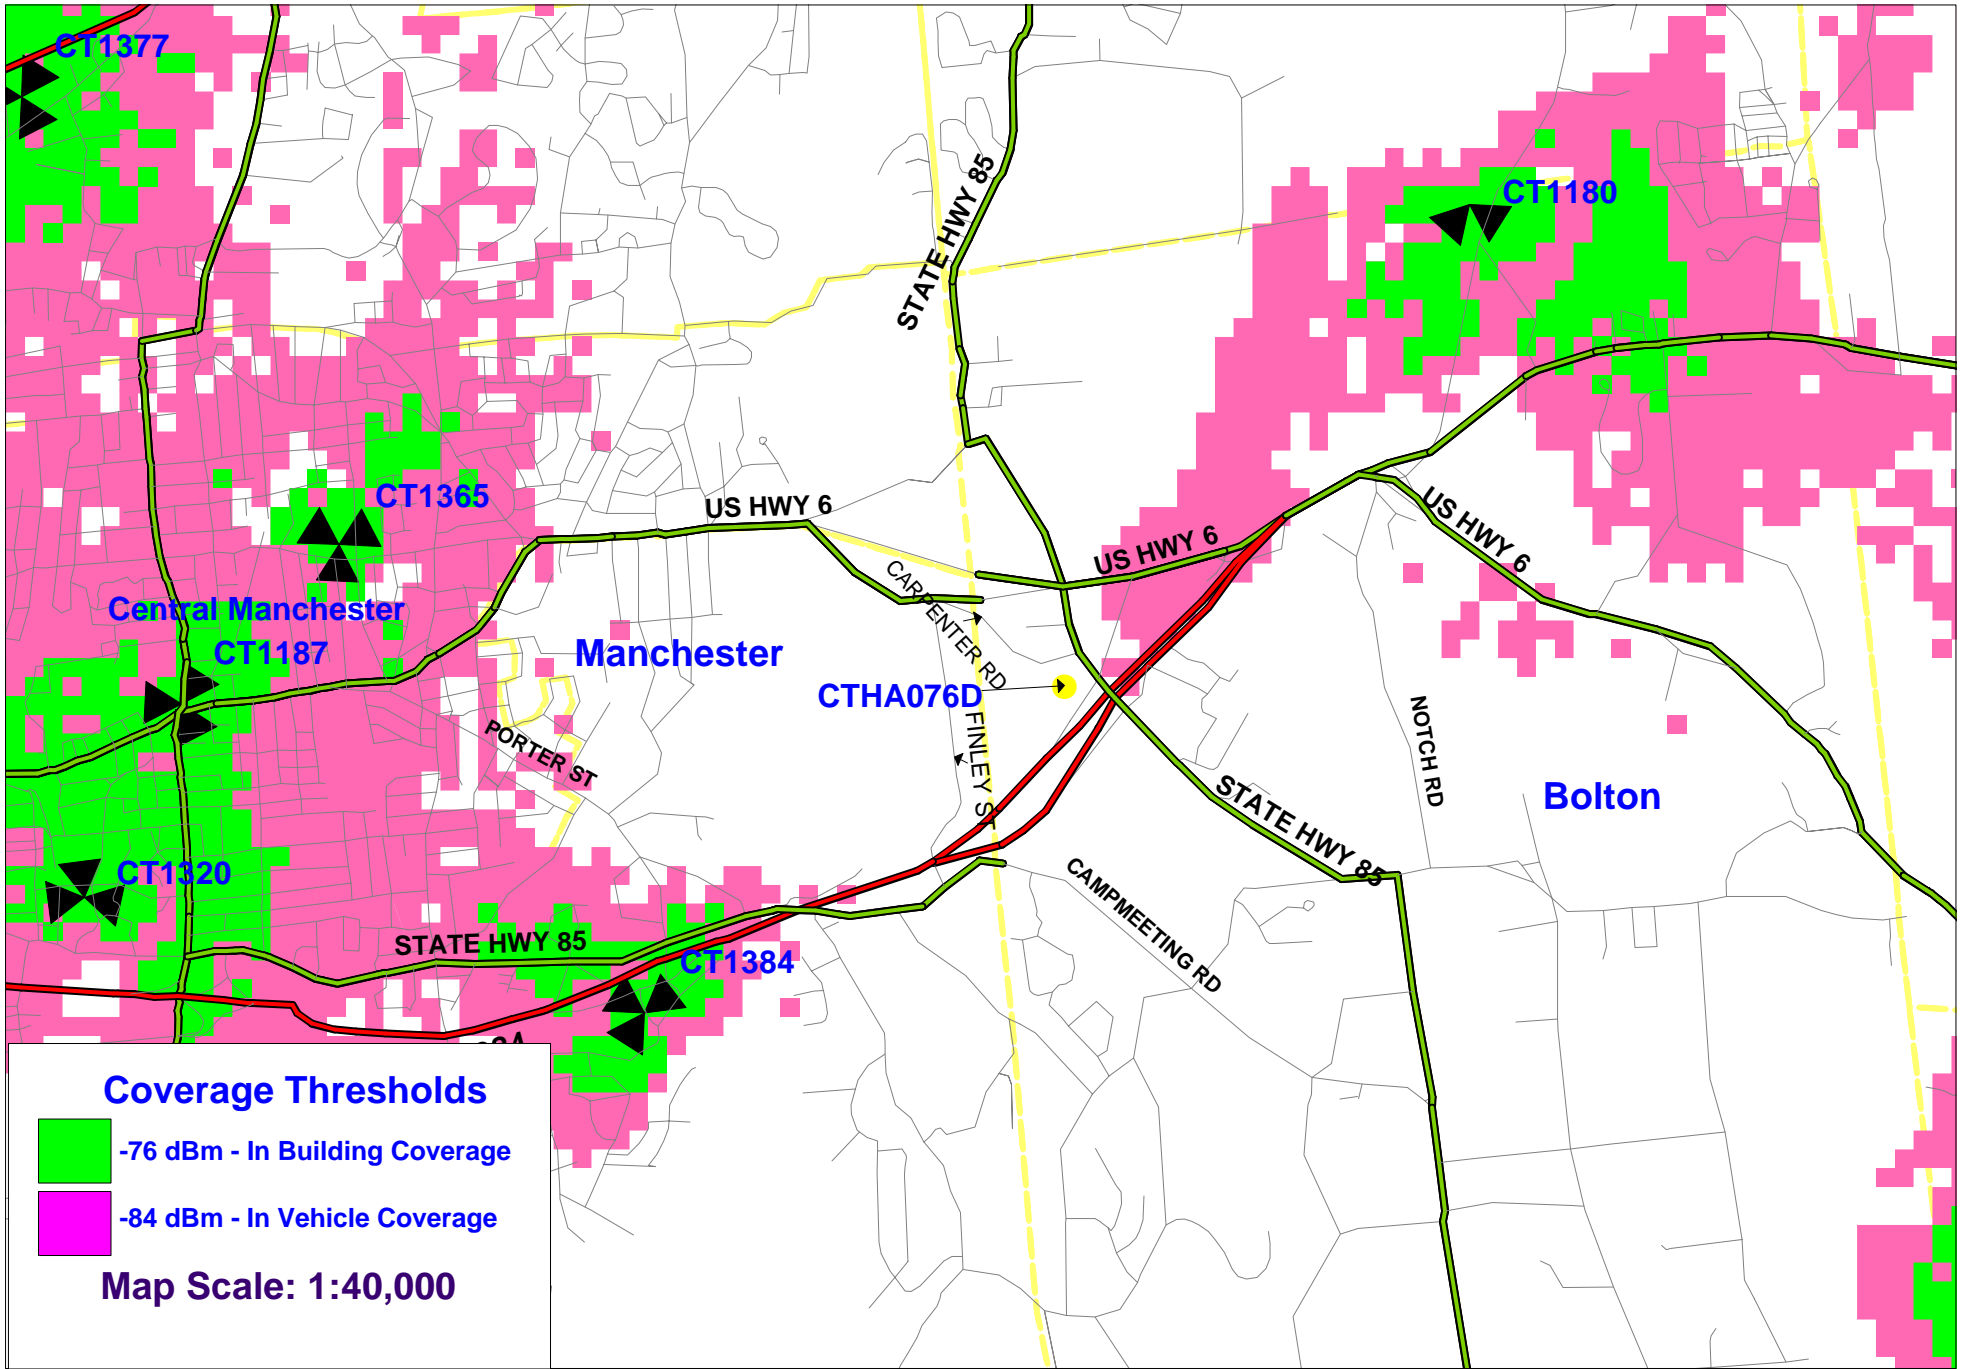 CT1377
CT1180
STATE HWY 85
CT1365
US HWY 6
US HWY 6
US HWY 6
CARPENTER RD
Central Manchester
CT1187
Manchester
CTHA076D
FINLEY ST
NOTCH RD
PORTER ST
STATE HWY 85
Bolton
CT1320
CAMPMEETING RD
STATE HWY 85
CT1384
Coverage Thresholds
-76 dBm - In Building Coverage
-84 dBm - In Vehicle Coverage
Map Scale: 1:40,000